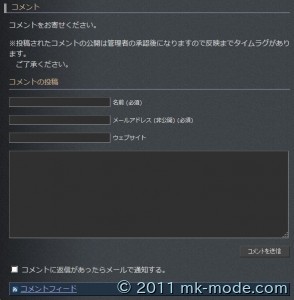 コメント
コメントをお寄せください。
※投稿されたコメントの公開は管理者の承認後になりますので反映までタイムラグがあり
ます。
ご了承ください。
コメントの投稿
名前 (必須)
メールアドレス (非公開) (必須)
ウェブサイト
コメントを送信
コメントに返信があったらメールで通知する。
コメントフィード
© 2011 mk-mode.com